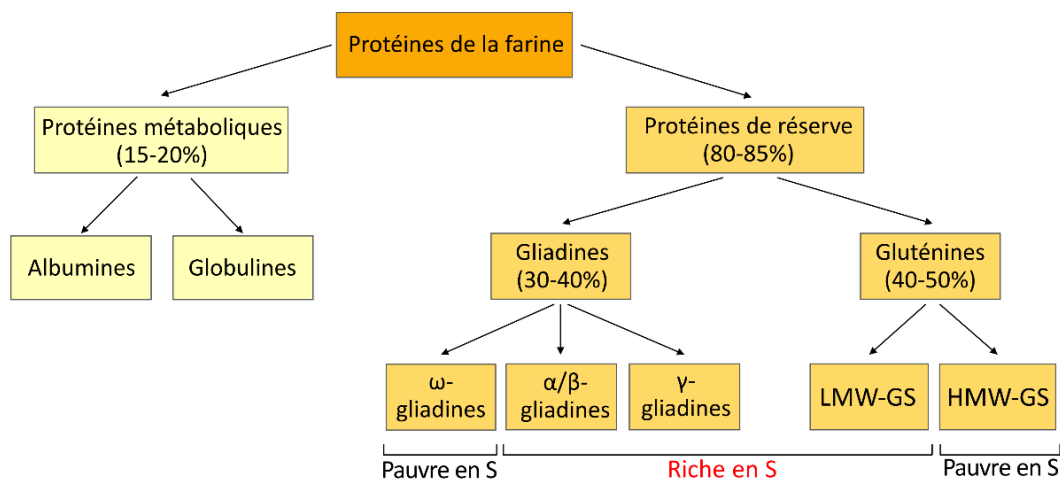 Protéines de la farine
Protéines métaboliques
(15-20%)
Protéines de réserve
(80-85%)
Albumines
Globulines
Gliadines
(30-40%)
Gluténines
(40-50%)
ω-
gliadines
α/β-
gliadines
γ-
gliadines
LMW-GS
HMW-GS
Pauvre en S
Riche en S
Pauvre en S